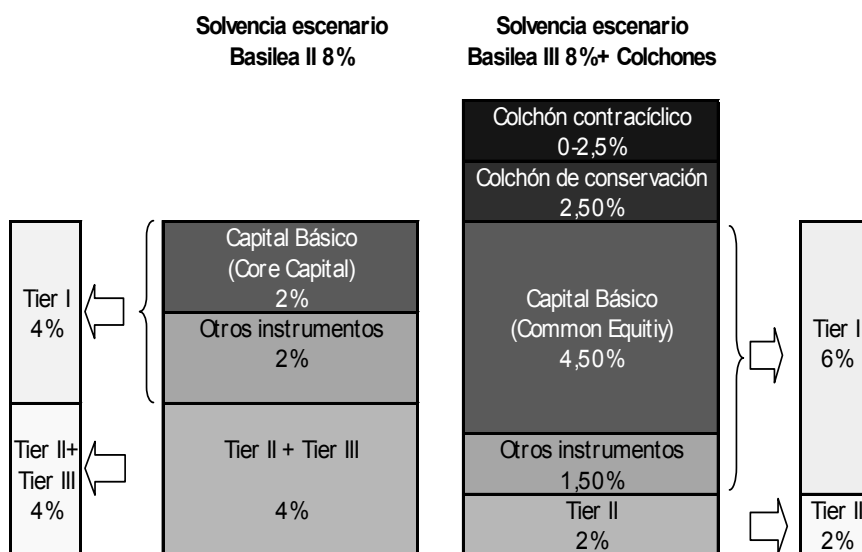 Solvencia escenario
Basilea II 8%
Solvencia escenario
Basilea III 8%+ Colchones
Colchón contracíclico
0-2,5%
Colchón de conservación
2,50%
Tier I
4%
Capital Básico
(Core Capital)
2%
Otros instrumentos
2%
Capital Básico
(Common Equitiy)
4,50%
Tier I
6%
Tier II+
Tier III
4%
Tier II + Tier III
4%
Otros instrumentos
1,50%
Tier II
2%
Tier II
2%